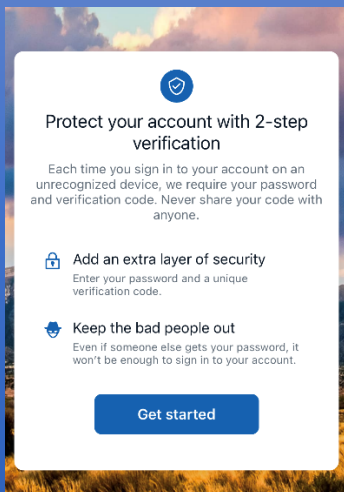 Protect your account with 2-step
verification
Each time you sign in to your account on an
unrecognized device, we require your password
and verification code. Never share your code with
anyone.
Add an extra layer of security
Enter your password and a unique
verification code.
Keep the bad people out
Even if someone else gets your password, it
won't be enough to sign in to your account.
Get started